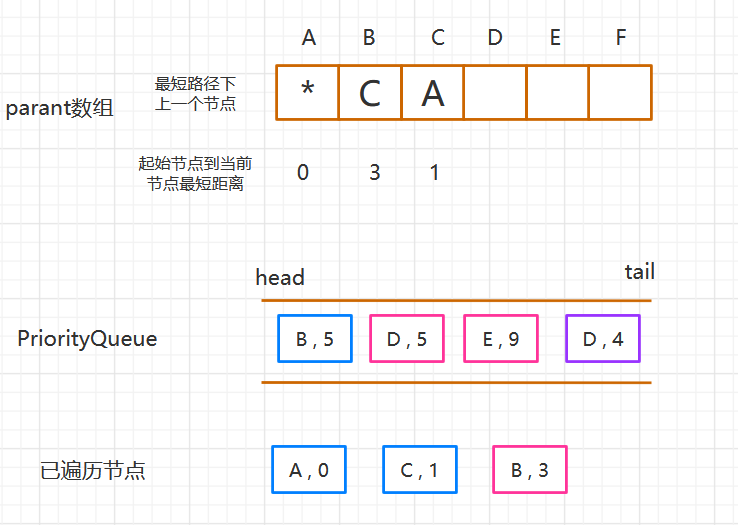 A B C D E F
最短路径下
上一个节点
parant数组
* C A
起始节点到当前
节点最短距离
0 3 1
head
tail
PriorityQueue
B , 5 D , 5 E , 9 D , 4
已遍历节点
A , 0 C , 1 B , 3